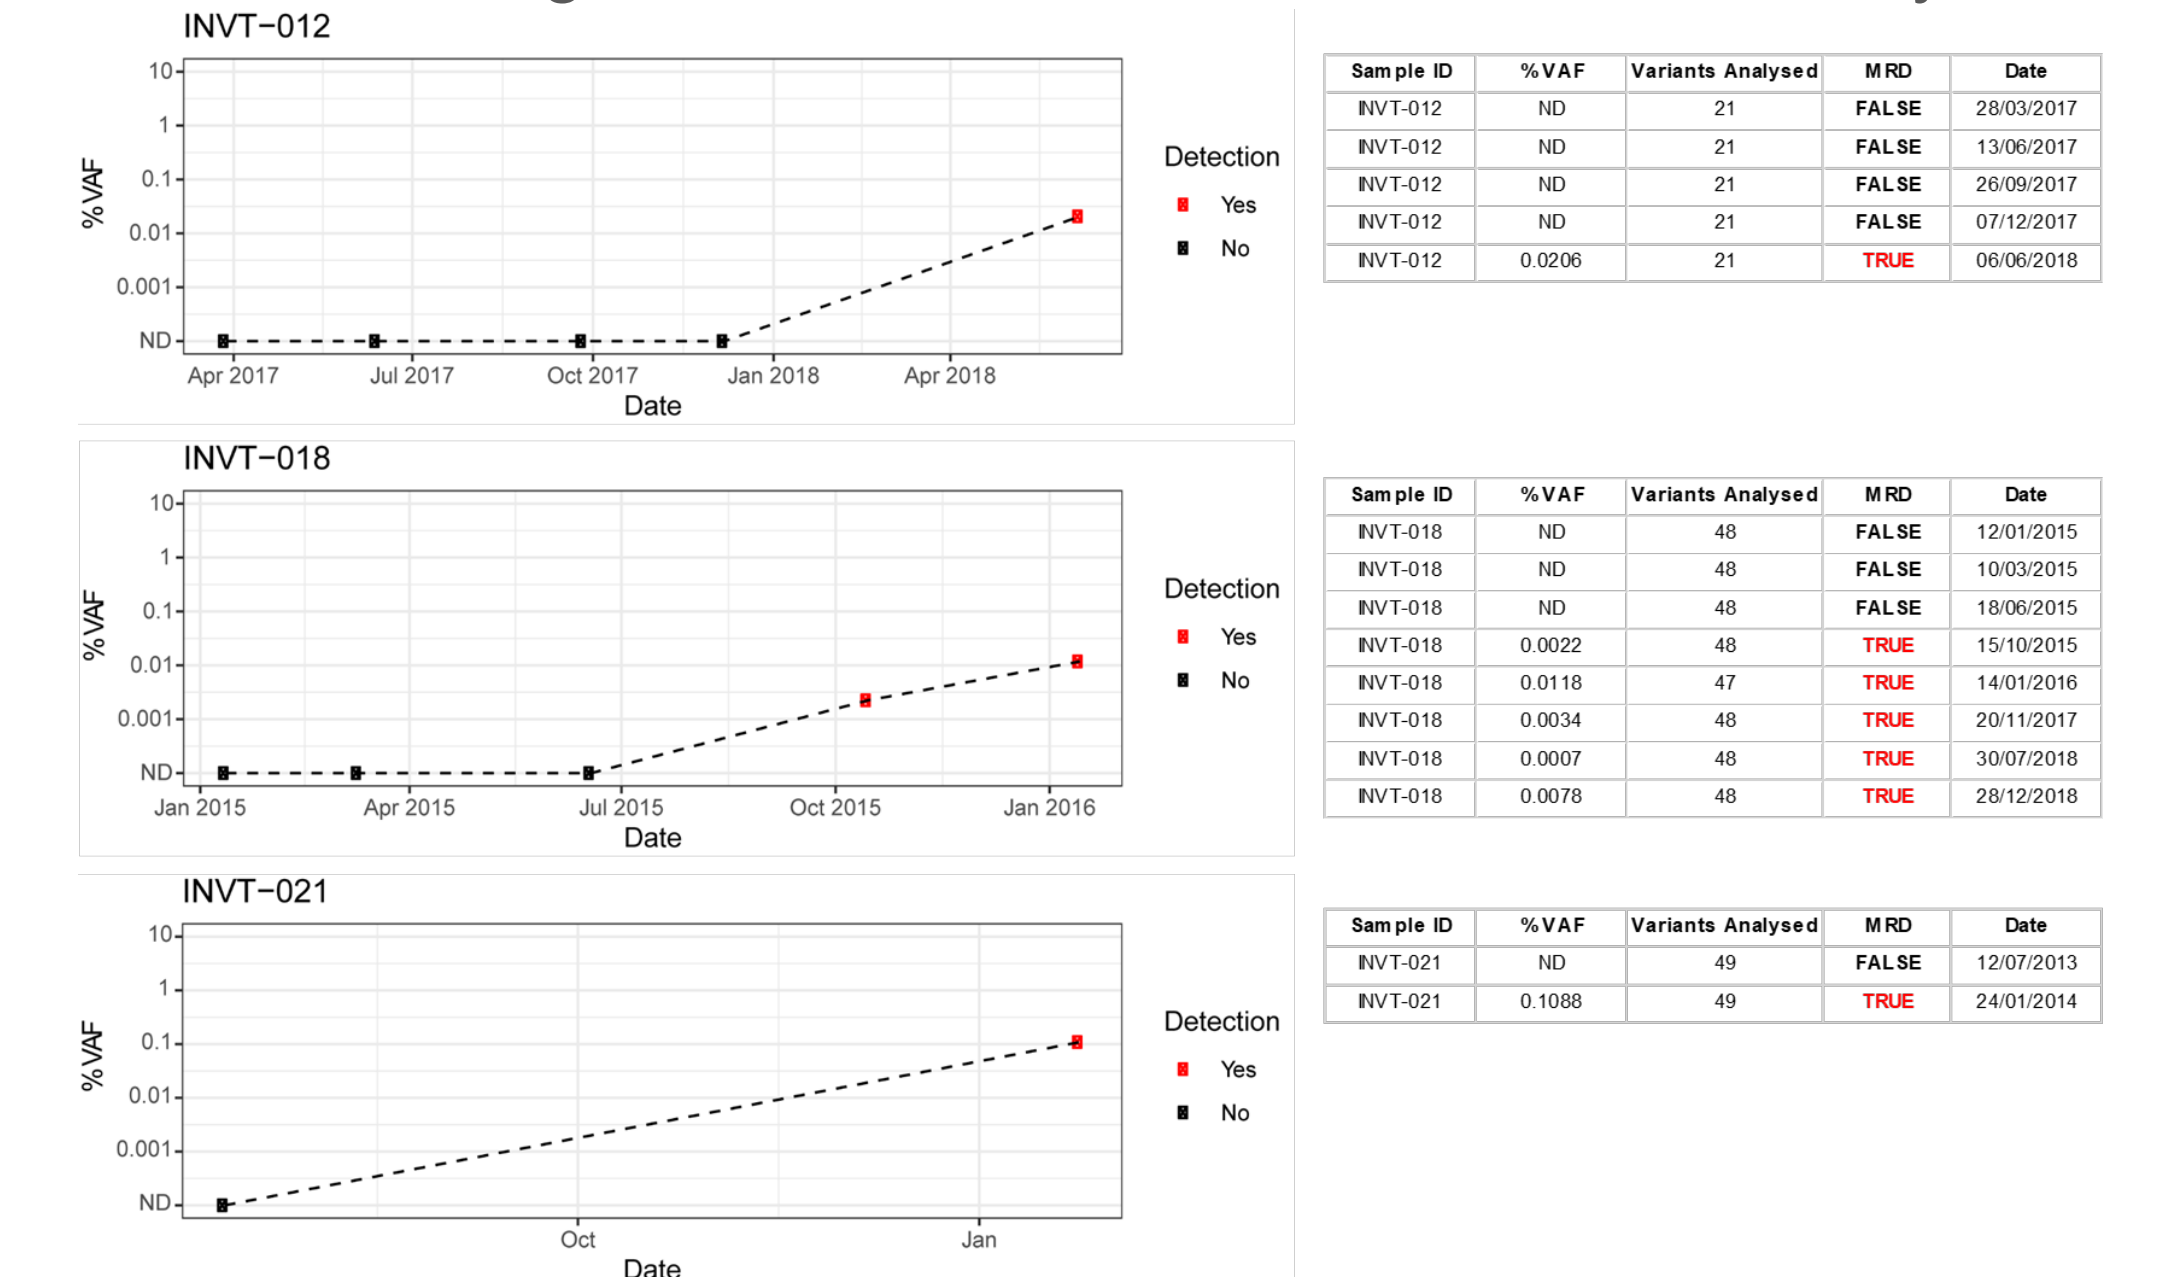 INVT−012
10
1
0.1
0.01
0.001
ND
%VAF
Apr 2017 Jul 2017 Oct 2017 Jan 2018 Apr 2018
Date
Detection
Yes
No
Sample ID %VAF Variants Analysed MRD Date
INVT-012 ND 21 FALSE 28/03/2017
INVT-012 ND 21 FALSE 13/06/2017
INVT-012 ND 21 FALSE 26/09/2017
INVT-012 ND 21 FALSE 07/12/2017
INVT-012 0.0206 21 TRUE 06/06/2018
INVT−018
10
1
0.1
0.01
0.001
ND
%VAF
Jan 2015 Apr 2015 Jul 2015 Oct 2015 Jan 2016
Date
Detection
Yes
No
Sample ID %VAF Variants Analysed MRD Date
INVT-018 ND 48 FALSE 12/01/2015
INVT-018 ND 48 FALSE 10/03/2015
INVT-018 ND 48 FALSE 18/06/2015
INVT-018 0.0022 48 TRUE 15/10/2015
INVT-018 0.0118 47 TRUE 14/01/2016
INVT-018 0.0034 48 TRUE 20/11/2017
INVT-018 0.0007 48 TRUE 30/07/2018
INVT-018 0.0078 48 TRUE 28/12/2018
INVT−021
10
1
0.1
0.01
0.001
ND
%VAF
Oct Jan
Date
Detection
Yes
No
Sample ID %VAF Variants Analysed MRD Date
INVT-021 ND 49 FALSE 12/07/2013
INVT-021 0.1088 49 TRUE 24/01/2014